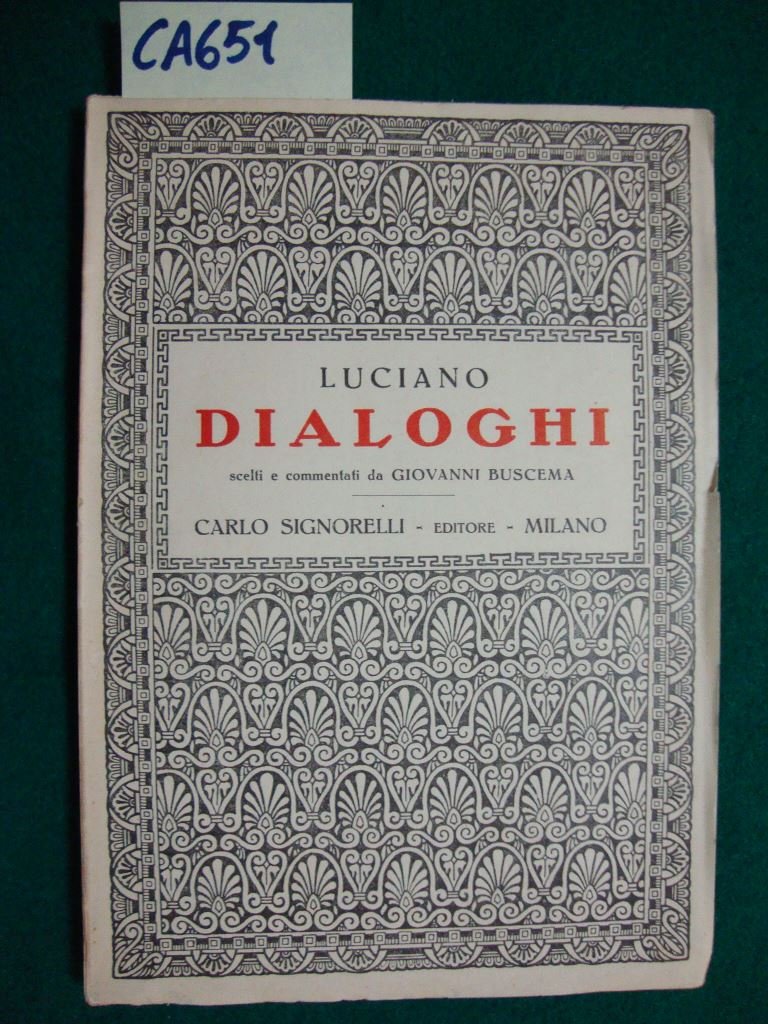 CA651
LUCIANO
DIALOGHI
scelti e commentati da GIOVANNI BUSCEMA
CARLO SIGNORELLI - EDITORE - MILANO